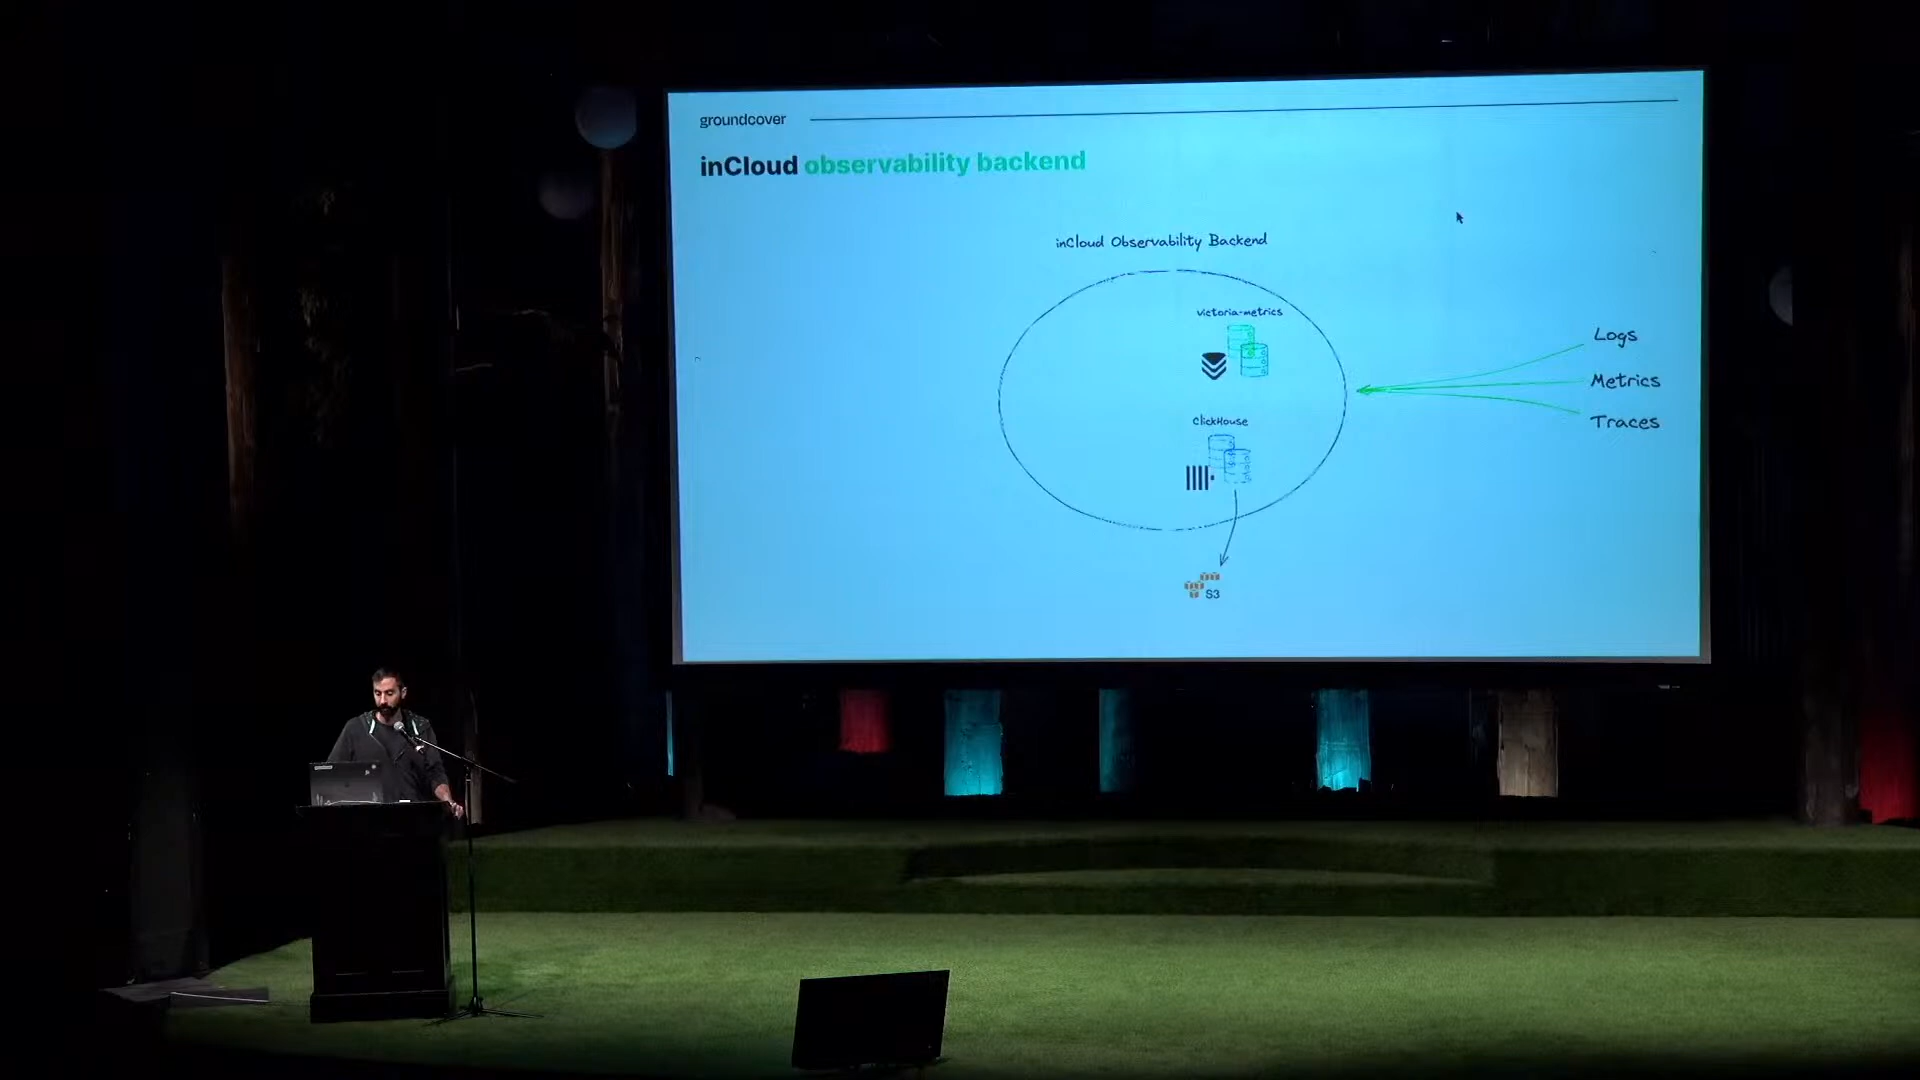 groundcover
inCloud observability backend
inCloud Observability Backend
victoria-metrics
Logs
Metrics
Traces
ClickHouse
S3